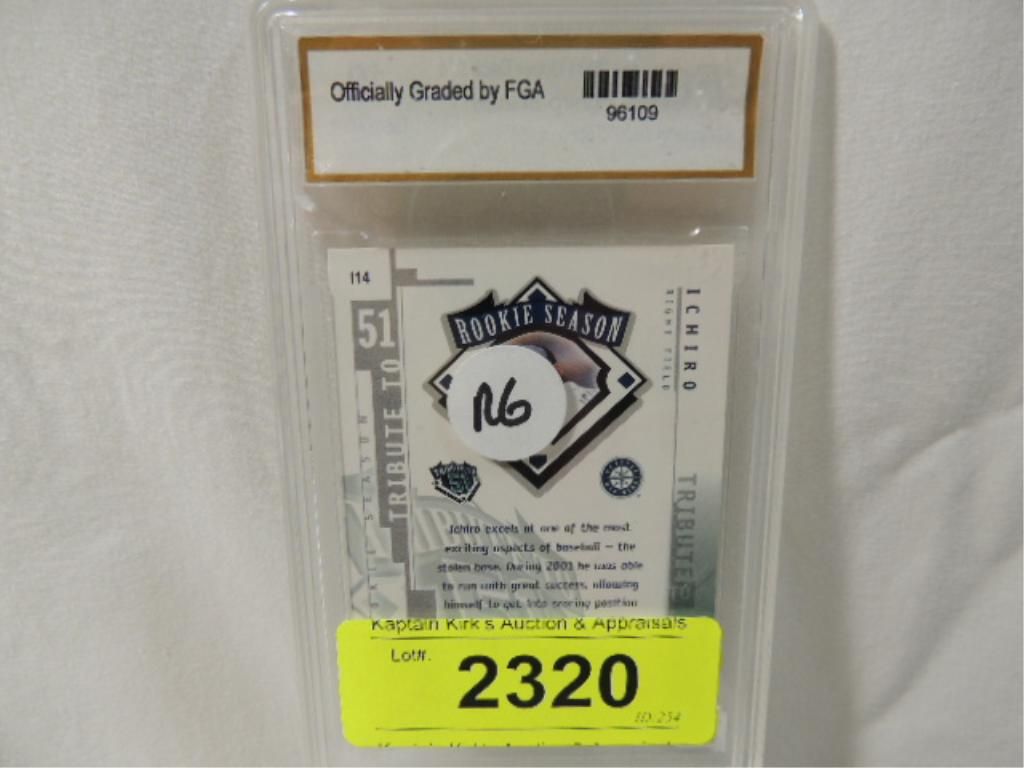 Officially Graded by FGA
96109
I14
51
TRIBUTE TO
ROOKIE SEASON
ICHIRO
RIGHT FIELD
R6
TRIBUTE
Ichiro excels at one of the most
exciting aspects of baseball – the
stolen base. During 2001 he was able
to run with great success, allowing
himself to get into scoring position
Kaptain Kirk's Auction & Appraisals
Lot#.
2320
ID:254